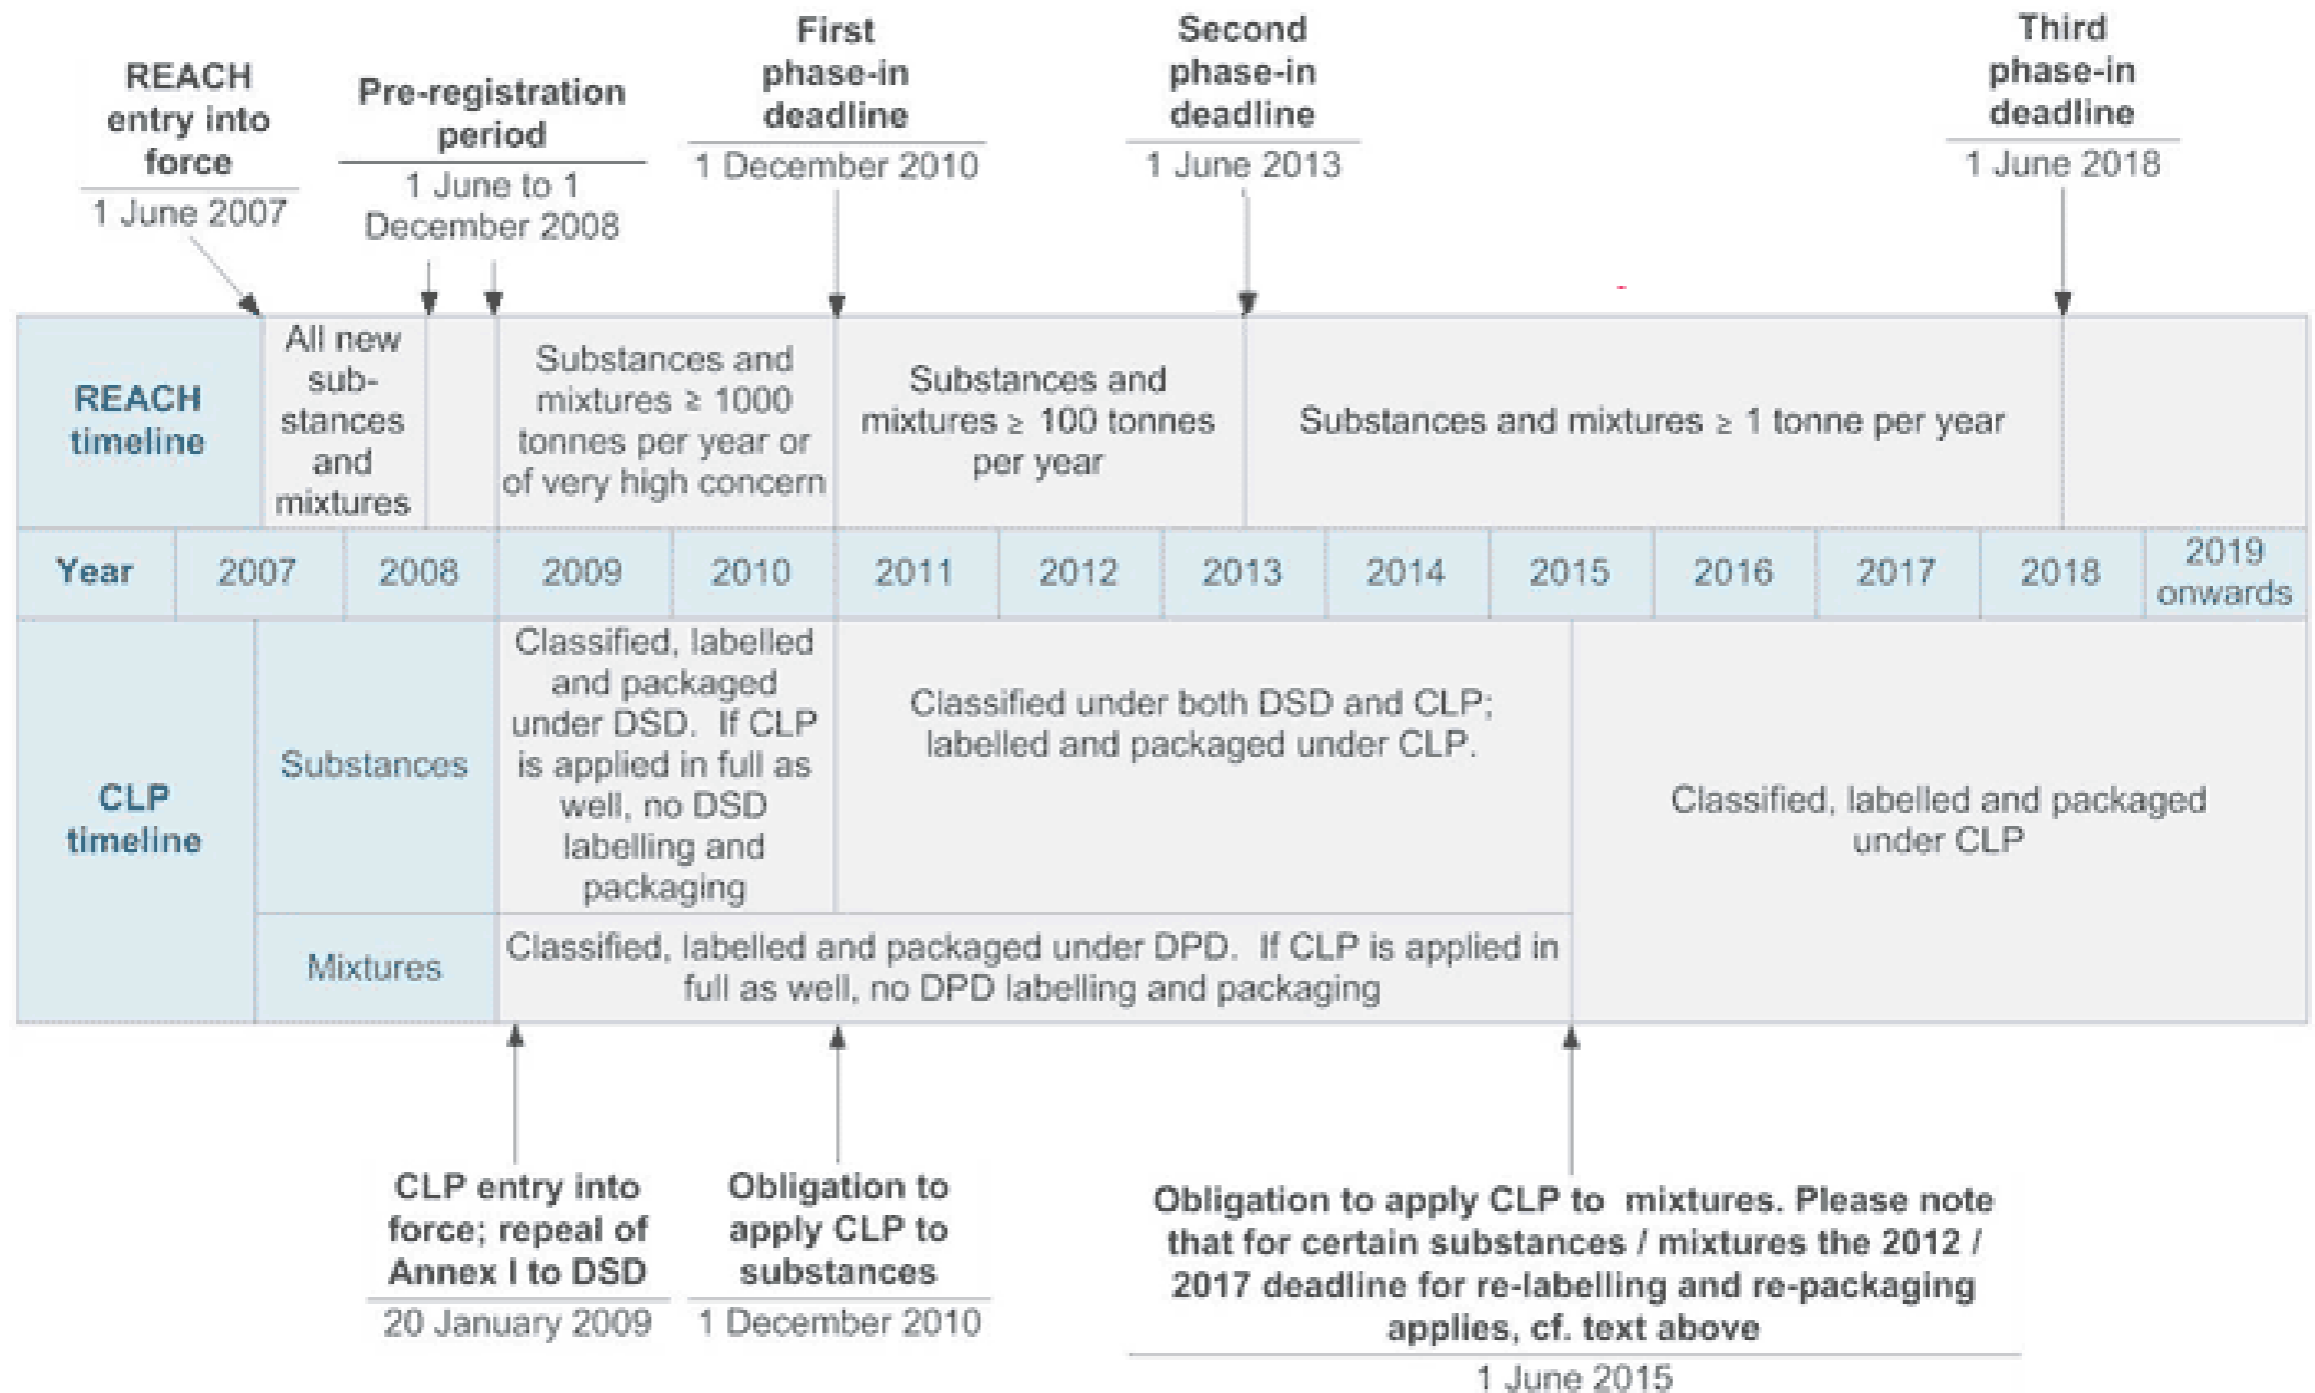 REACH
entry into
force
1 June 2007
Pre-registration
period
1 June to 1
December 2008
First
phase-in
deadline
1 December 2010
Second
phase-in
deadline
1 June 2013
Third
phase-in
deadline
1 June 2018
REACH
timeline
All new
sub-
stances
and
mixtures
Substances and
mixtures ≥ 1000
tonnes per year or
of very high concern
Substances and
mixtures ≥ 100 tonnes
per year
Substances and mixtures ≥ 1 tonne per year
Year
2007
2008
2009
2010
2011
2012
2013
2014
2015
2016
2017
2018
2019
onwards
CLP
timeline
Substances
Classified, labelled
and packaged
under DSD.  If CLP
is applied in full as
well, no DSD
labelling and
packaging
Classified under both DSD and CLP;
labelled and packaged under CLP.
Classified, labelled and packaged
under CLP
Mixtures
Classified, labelled and packaged under DPD.  If CLP is applied in
full as well, no DPD labelling and packaging
CLP entry into
force; repeal of
Annex I to DSD
20 January 2009
Obligation to
apply CLP to
substances
1 December 2010
Obligation to apply CLP to  mixtures. Please note
that for certain substances / mixtures the 2012 /
2017 deadline for re-labelling and re-packaging
applies, cf. text above
1 June 2015